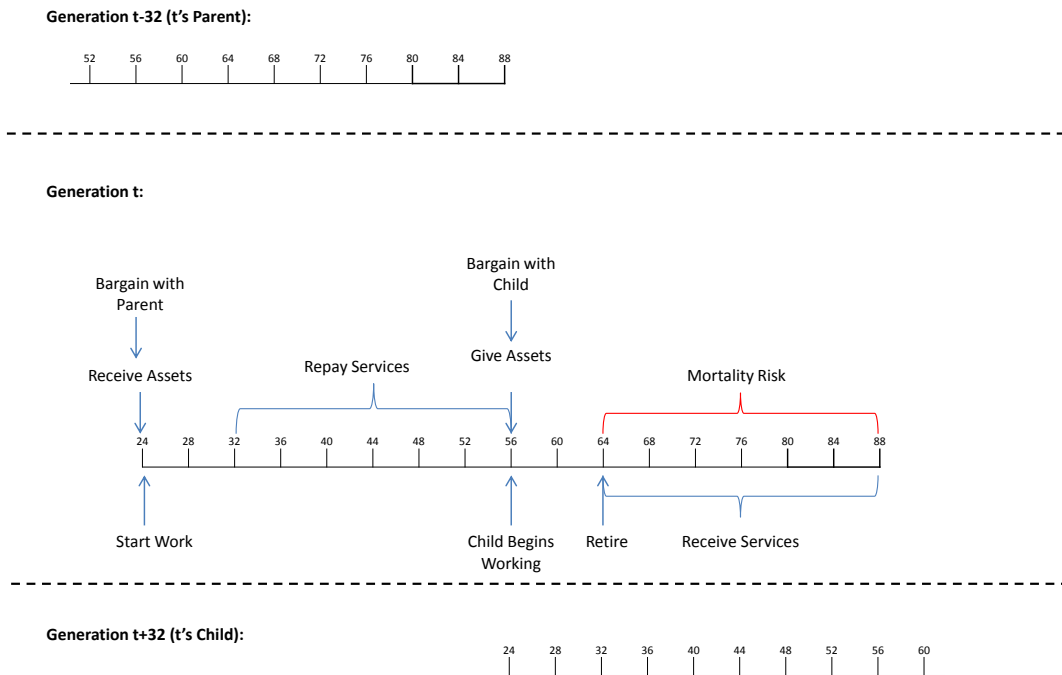 Generation t-32 (t's Parent):
52 56 60 64 68 72 76 80 84 88
Generation t:
Bargain with
Parent
Receive Assets
Repay Services
Bargain with
Child
Give Assets
Mortality Risk
24 28 32 36 40 44 48 52 56 60 64 68 72 76 80 84 88
Start Work
Child Begins
Working
Retire
Receive Services
Generation t+32 (t's Child):
24 28 32 36 40 44 48 52 56 60